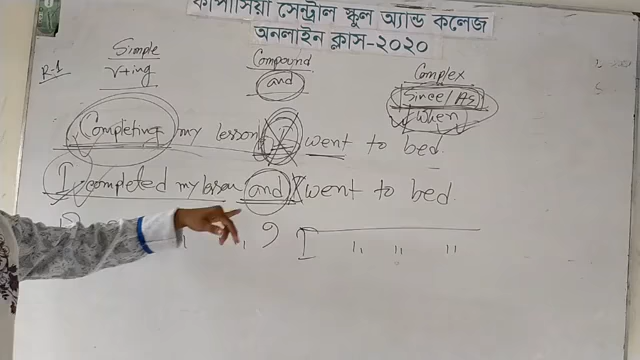 কাপাসিয়া সেন্ট্রাল স্কুল অ্যান্ড কলেজ
অনলাইন ক্লাস-২০২০
R-1
Simple
v+ing
Compound
and
Complex
Since/As
When
Completing my lesson, I went to bed.
I completed my lesson and I went to bed.
, I " " "